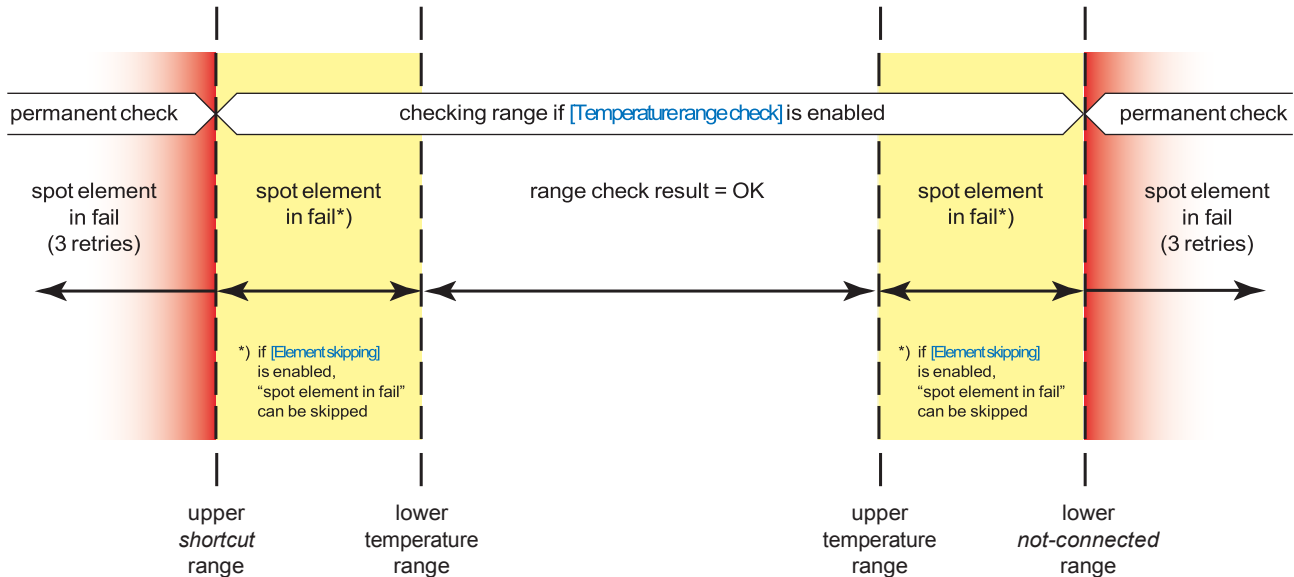 permanent check
checking range if [Temperature range check] is enabled
permanent check
spot element
in fail
(3 retries)
spot element
in fail*)
range check result = OK
spot element
in fail*)
spot element
in fail
(3 retries)
*) if [Element skipping]
is enabled,
“spot element in fail”
can be skipped
*) if [Element skipping]
is enabled,
“spot element in fail”
can be skipped
upper
shortcut
range
lower
temperature
range
upper
temperature
range
lower
not-connected
range